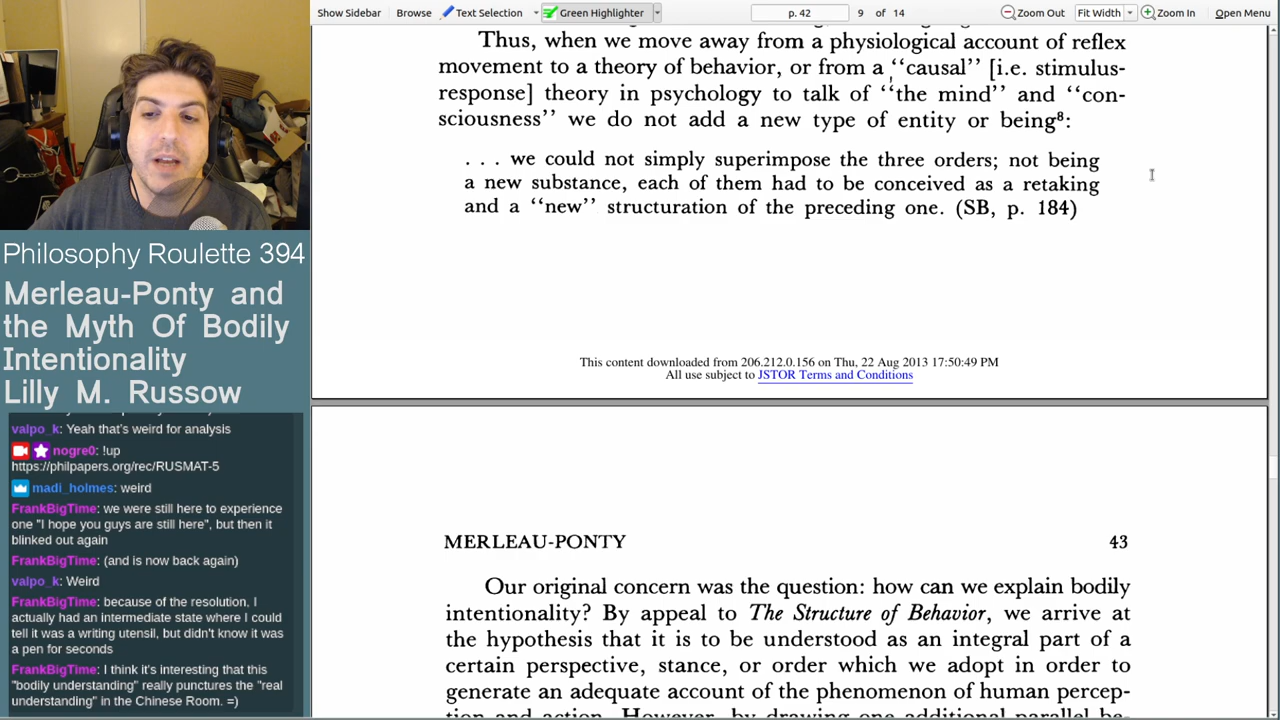 Show Sidebar Browse Text Selection Green Highlighter p. 42 9 of 14 Zoom Out Fit Width Zoom In Open Menu
Thus, when we move away from a physiological account of reflex
movement to a theory of behavior, or from a ‘‘causal’’ [i.e. stimulus-
response] theory in psychology to talk of ‘‘the mind’’ and ‘‘con-
sciousness’’ we do not add a new type of entity or being⁸:
. . . we could not simply superimpose the three orders; not being
a new substance, each of them had to be conceived as a retaking
and a ‘‘new’’ structuration of the preceding one. (SB, p. 184)
This content downloaded from 206.212.0.156 on Thu, 22 Aug 2013 17:50:49 PM
All use subject to JSTOR Terms and Conditions
MERLEAU-PONTY 43
Our original concern was the question: how can we explain bodily
intentionality? By appeal to The Structure of Behavior, we arrive at
the hypothesis that it is to be understood as an integral part of a
certain perspective, stance, or order which we adopt in order to
generate an adequate account of the phenomenon of human percep-
tion and action. However, by drawing one additional parallel be-
Philosophy Roulette 394
Merleau-Ponty and
the Myth Of Bodily
Intentionality
Lilly M. Russow
valpo_k: Yeah that's weird for analysis
nogre0: !up
https://philpapers.org/rec/RUSMAT-5
madi_holmes: weird
FrankBigTime: we were still here to experience
one "I hope you guys are still here", but then it
blinked out again
FrankBigTime: (and is now back again)
valpo_k: Weird
FrankBigTime: because of the resolution, I
actually had an intermediate state where I could
tell it was a writing utensil, but didn't know it was
a pen for seconds
FrankBigTime: I think it's interesting that this
"bodily understanding" really punctures the "real
understanding" in the Chinese Room. =)